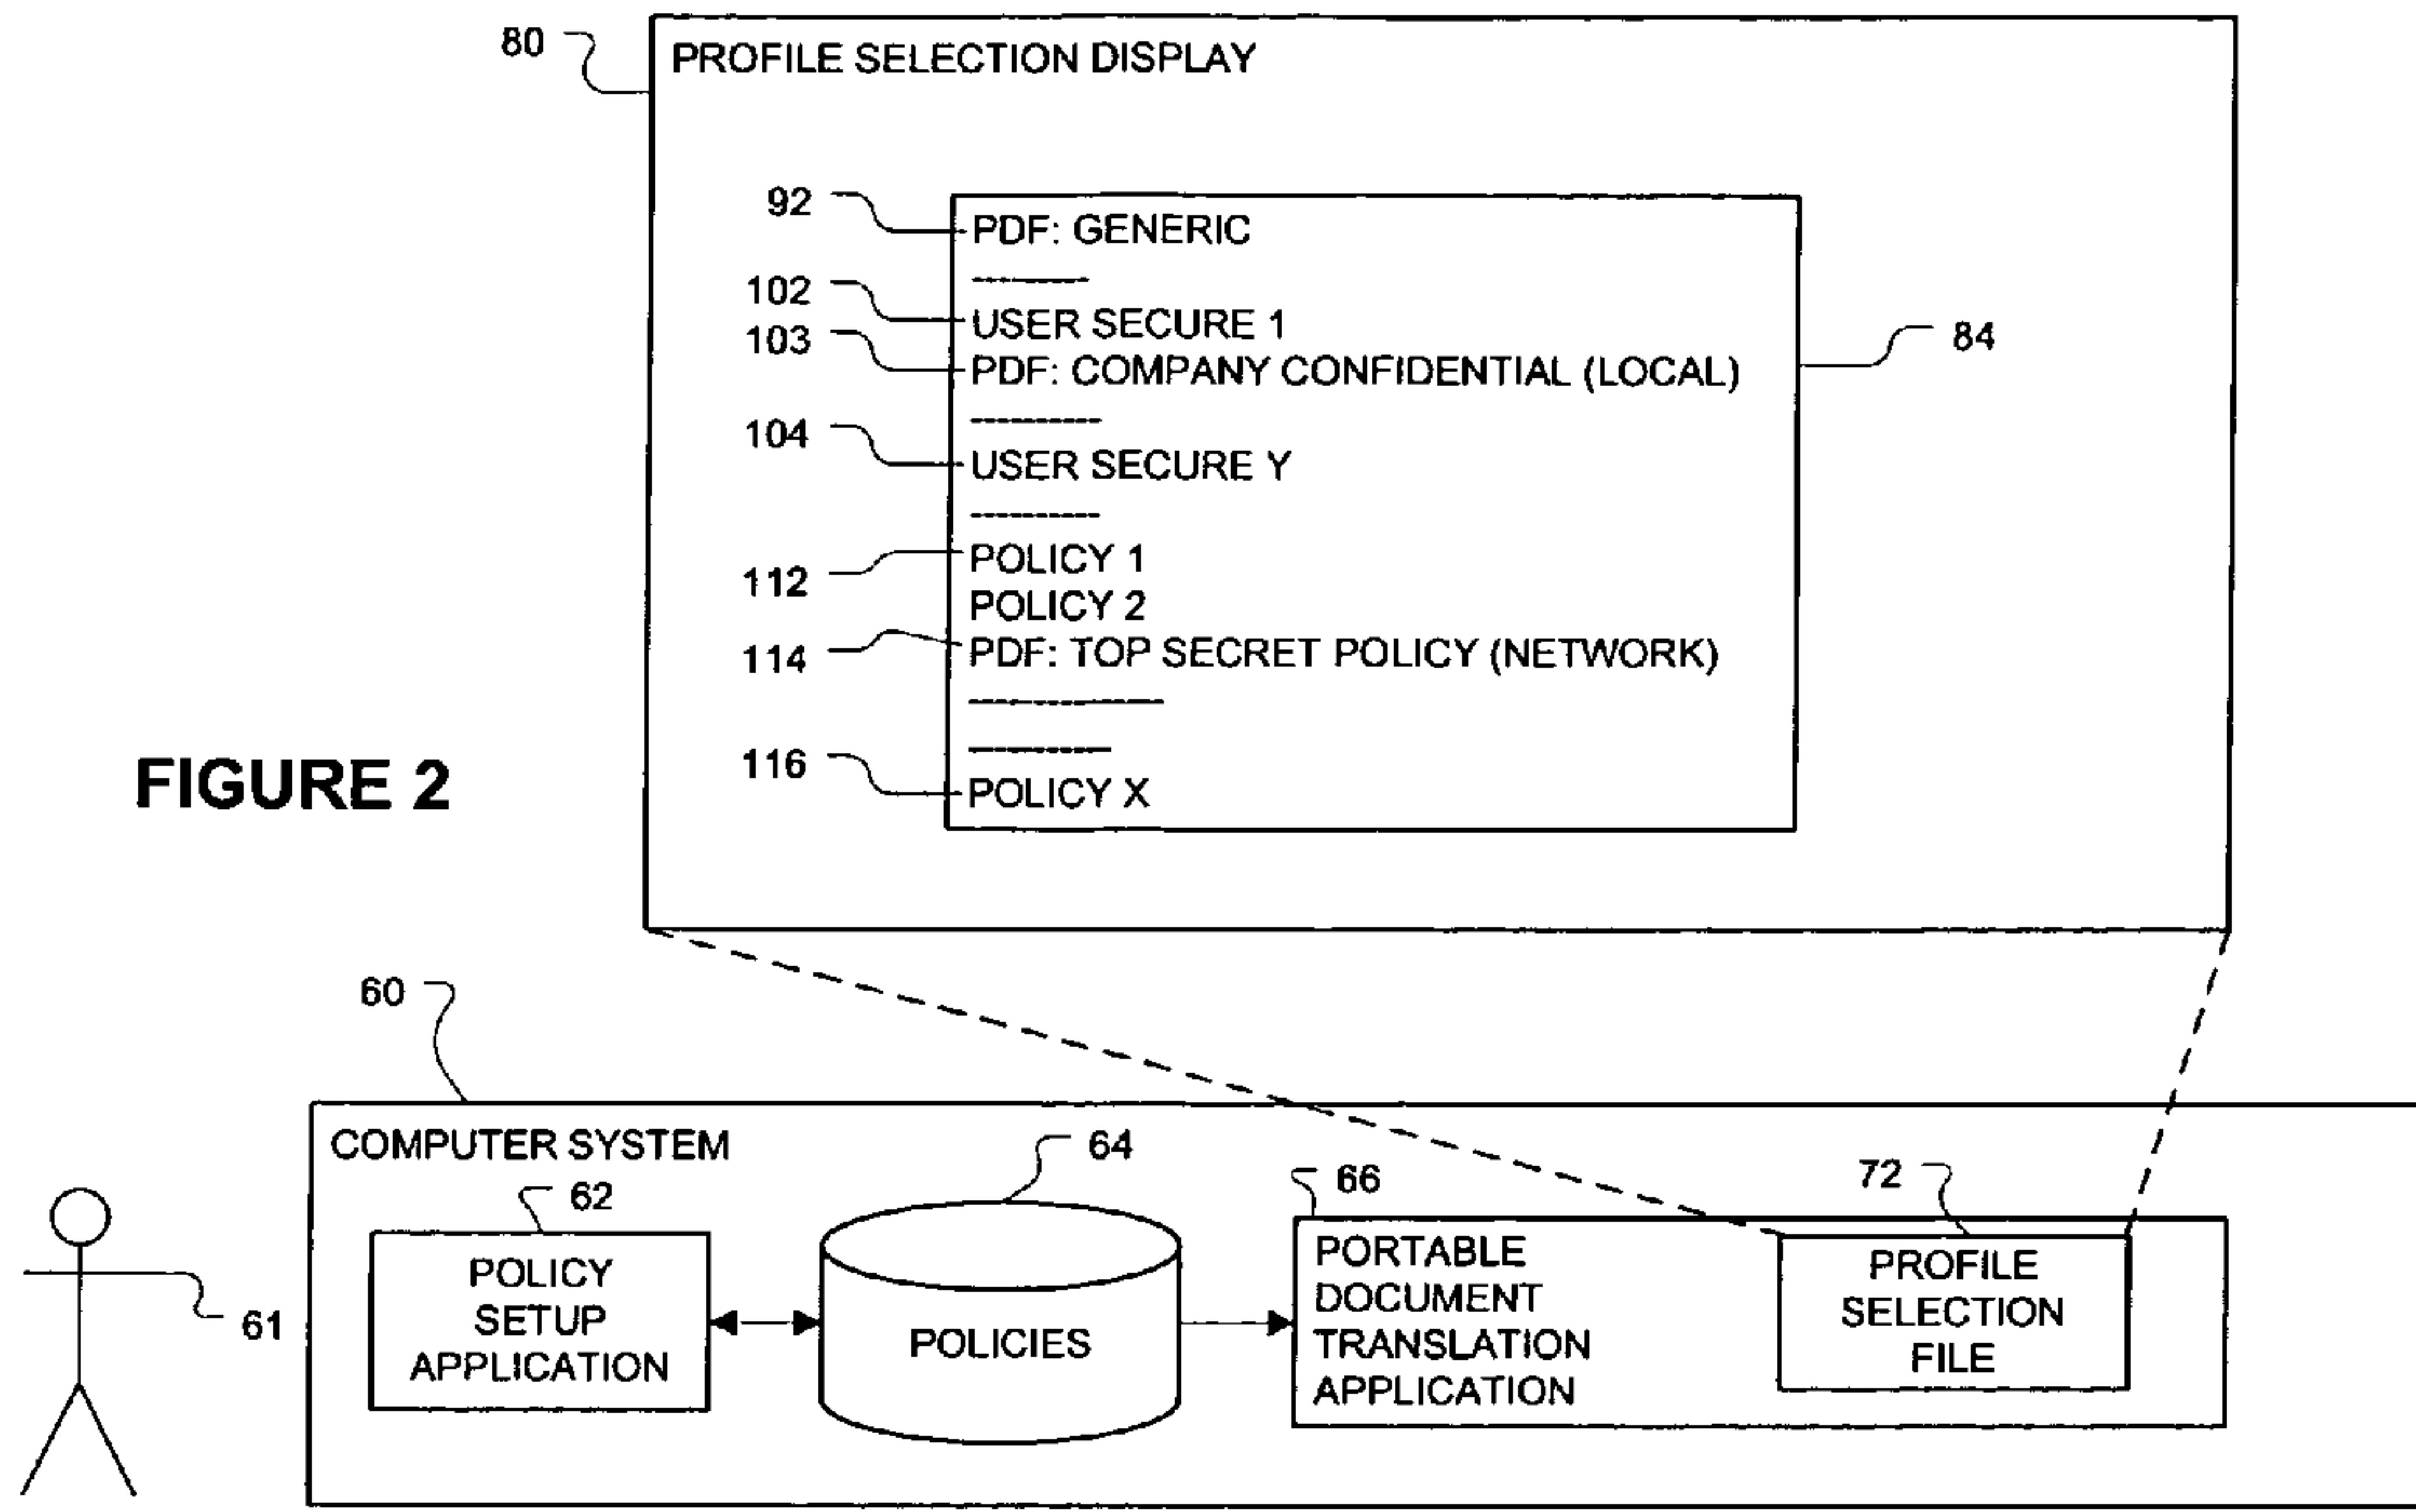 80
PROFILE SELECTION DISPLAY
92
PDF: GENERIC
102
USER SECURE 1
103
PDF: COMPANY CONFIDENTIAL (LOCAL)
84
104
USER SECURE Y
112
POLICY 1
POLICY 2
114
PDF: TOP SECRET POLICY (NETWORK)
116
POLICY X
FIGURE 2
60
COMPUTER SYSTEM
61
62
POLICY
SETUP
APPLICATION
64
POLICIES
66
PORTABLE
DOCUMENT
TRANSLATION
APPLICATION
72
PROFILE
SELECTION
FILE